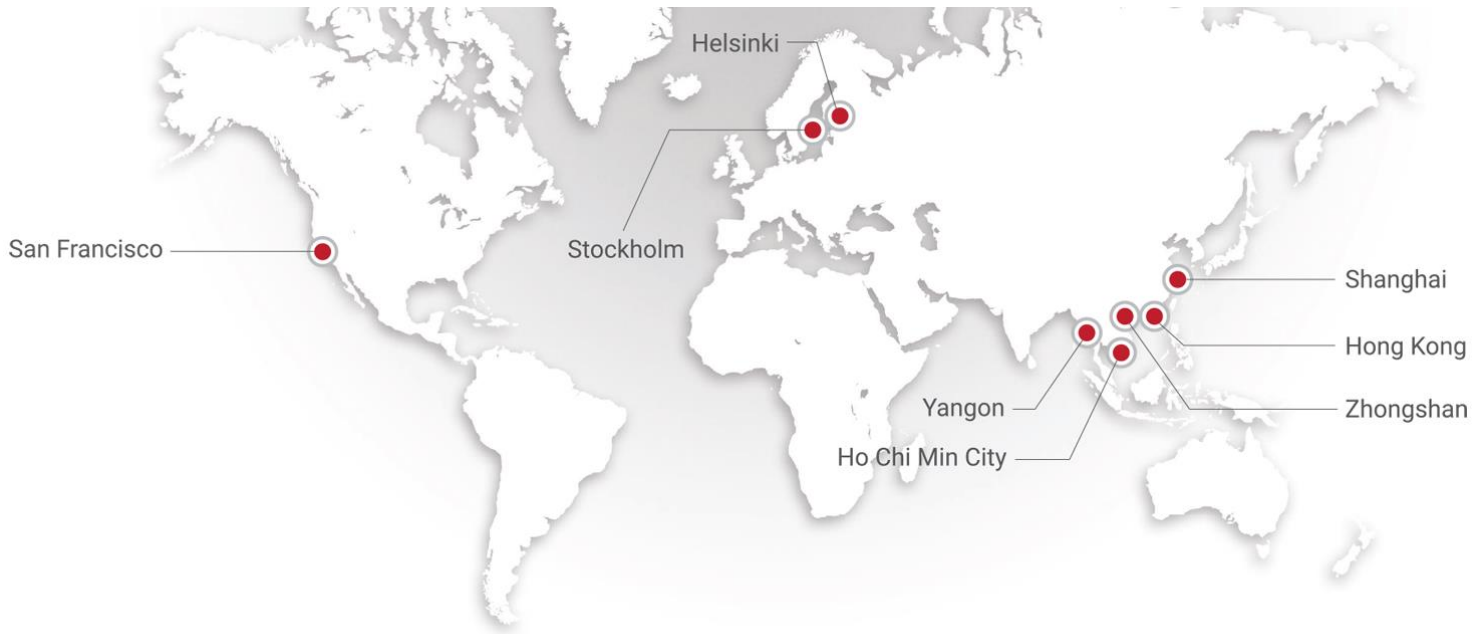 Helsinki
San Francisco
Stockholm
Shanghai
Hong Kong
Yangon
Zhongshan
Ho Chi Min City